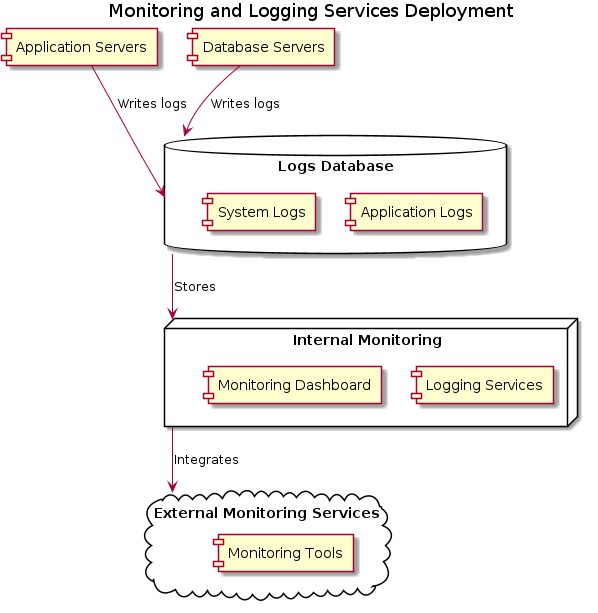 Monitoring and Logging Services Deployment
Application Servers
Database Servers
Writes logs
Writes logs
Logs Database
System Logs
Application Logs
Stores
Internal Monitoring
Monitoring Dashboard
Logging Services
Integrates
External Monitoring Services
Monitoring Tools